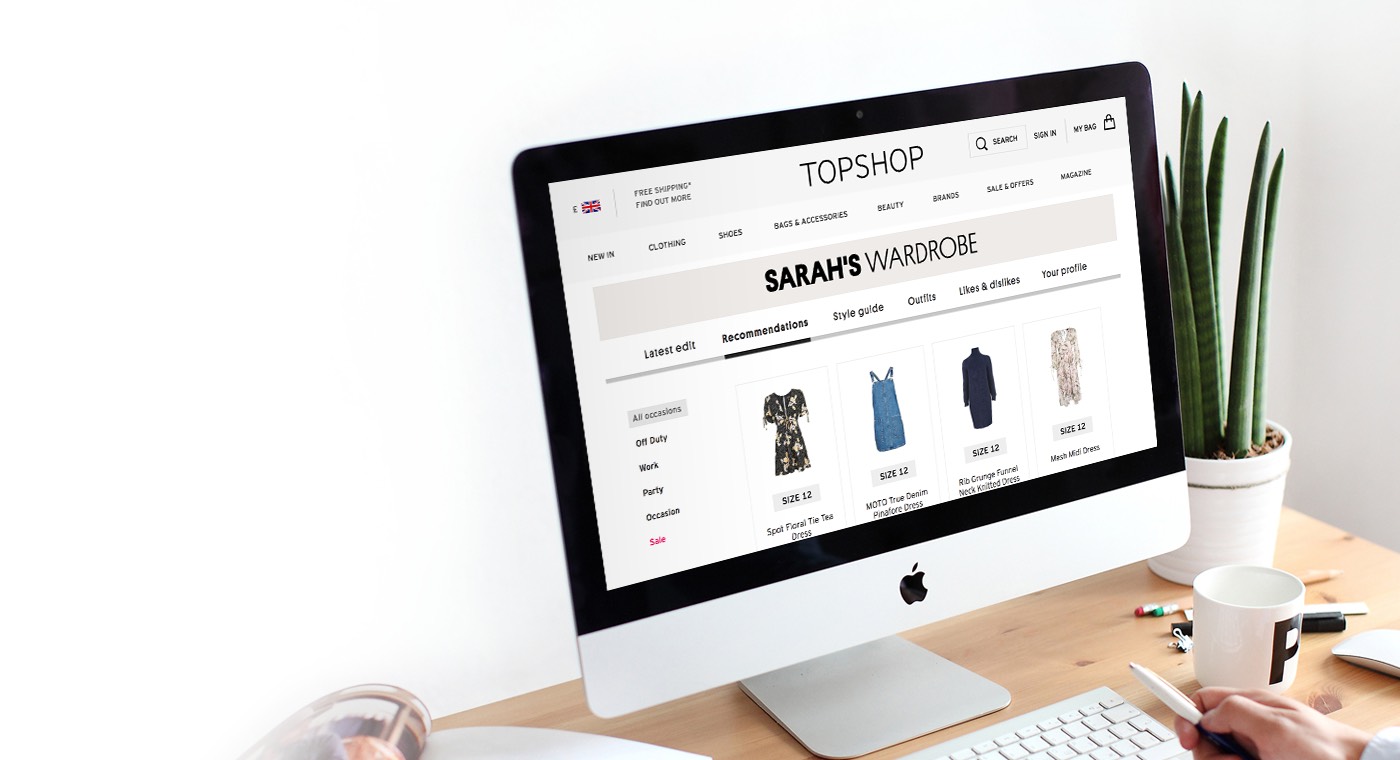 £
FREE SHIPPING*
FIND OUT MORE
TOPSHOP
SEARCH
SIGN IN
MY BAG
NEW IN
CLOTHING
SHOES
BAGS & ACCESSORIES
BEAUTY
BRANDS
SALE & OFFERS
MAGAZINE
SARAH'S WARDROBE
Latest edit
Recommendations
Style guide
Outfits
Likes & dislikes
Your profile
All occasions
Off Duty
Work
Party
Occasion
Sale
SIZE 12
Spot Floral Tie Tea
Dress
SIZE 12
MOTO True Denim
Pinafore Dress
SIZE 12
Rib Grunge Funnel
Neck Knitted Dress
SIZE 12
Mesh Midi Dress
P